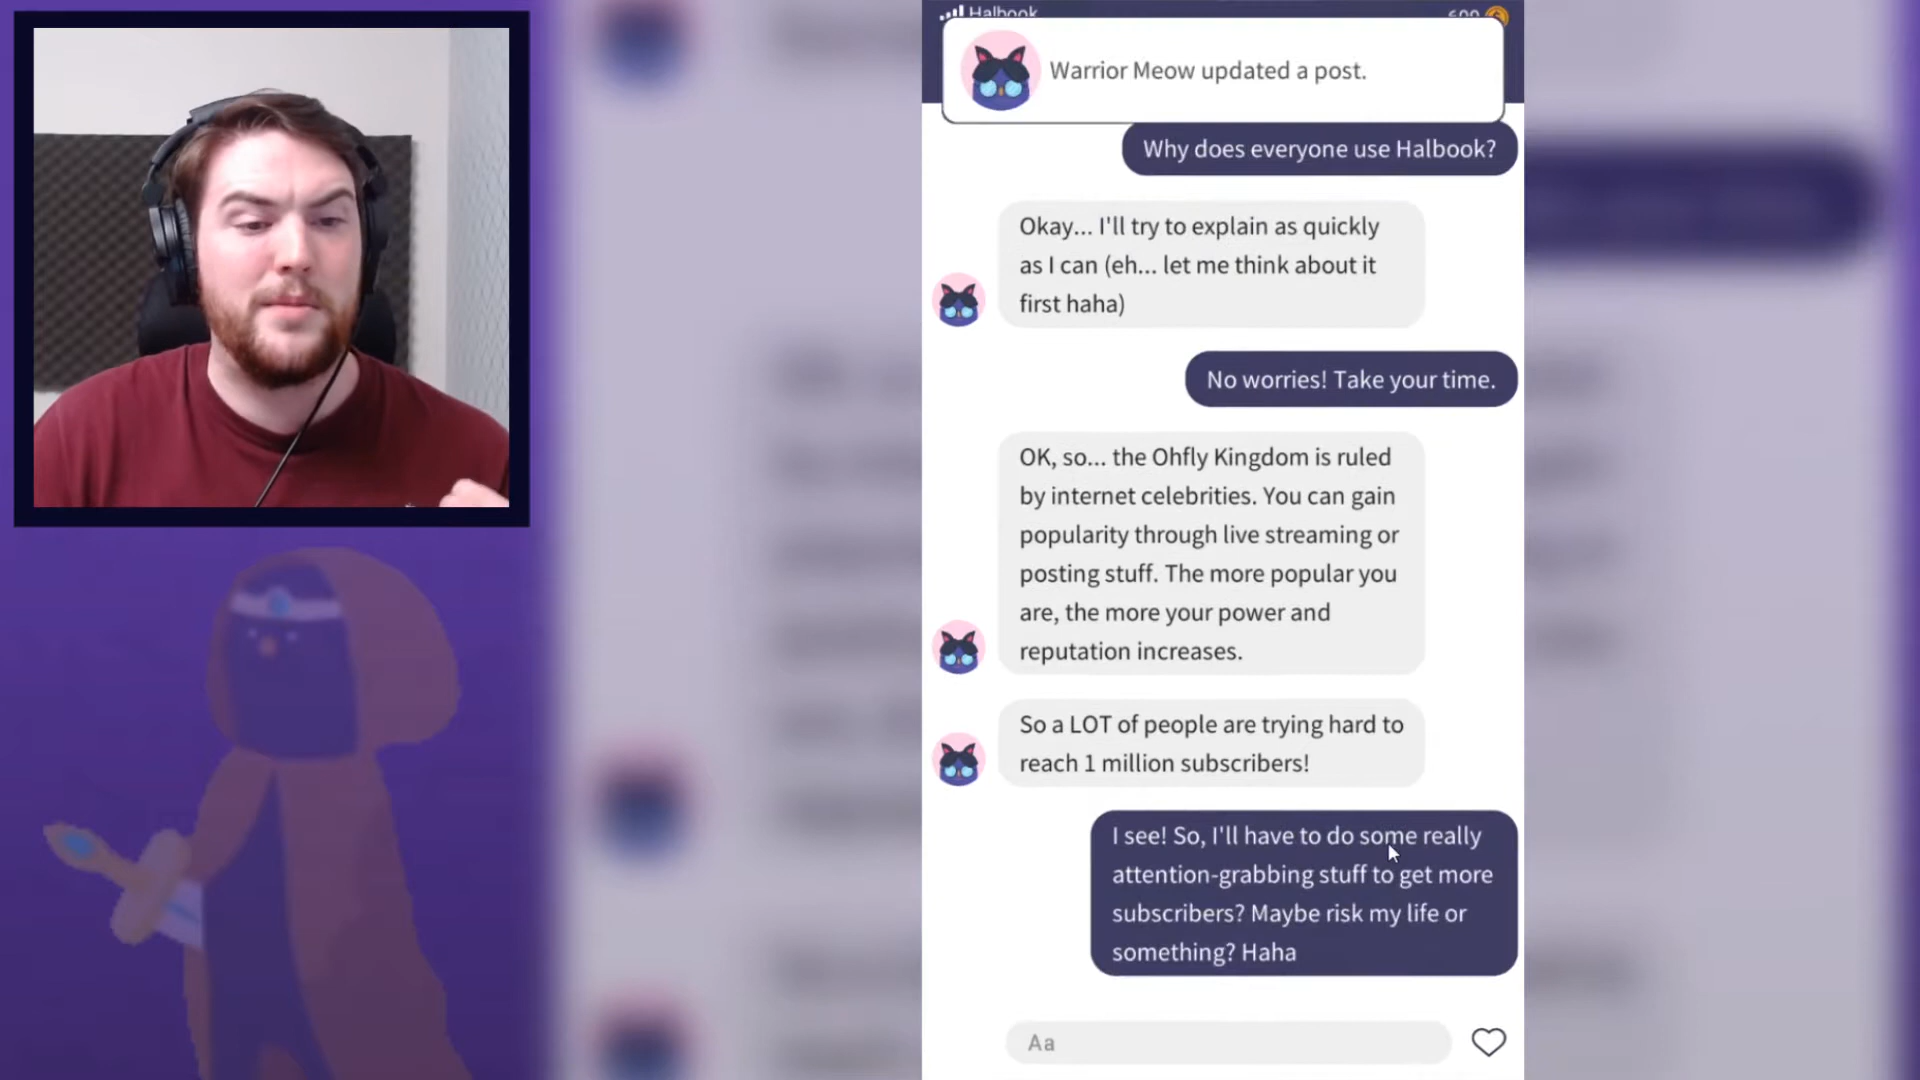 Halbook
600
Warrior Meow updated a post.
Why does everyone use Halbook?
Okay... I'll try to explain as quickly
as I can (eh... let me think about it
first haha)
No worries! Take your time.
OK, so... the Ohfly Kingdom is ruled
by internet celebrities. You can gain
popularity through live streaming or
posting stuff. The more popular you
are, the more your power and
reputation increases.
So a LOT of people are trying hard to
reach 1 million subscribers!
I see! So, I'll have to do some really
attention-grabbing stuff to get more
subscribers? Maybe risk my life or
something? Haha
Aa